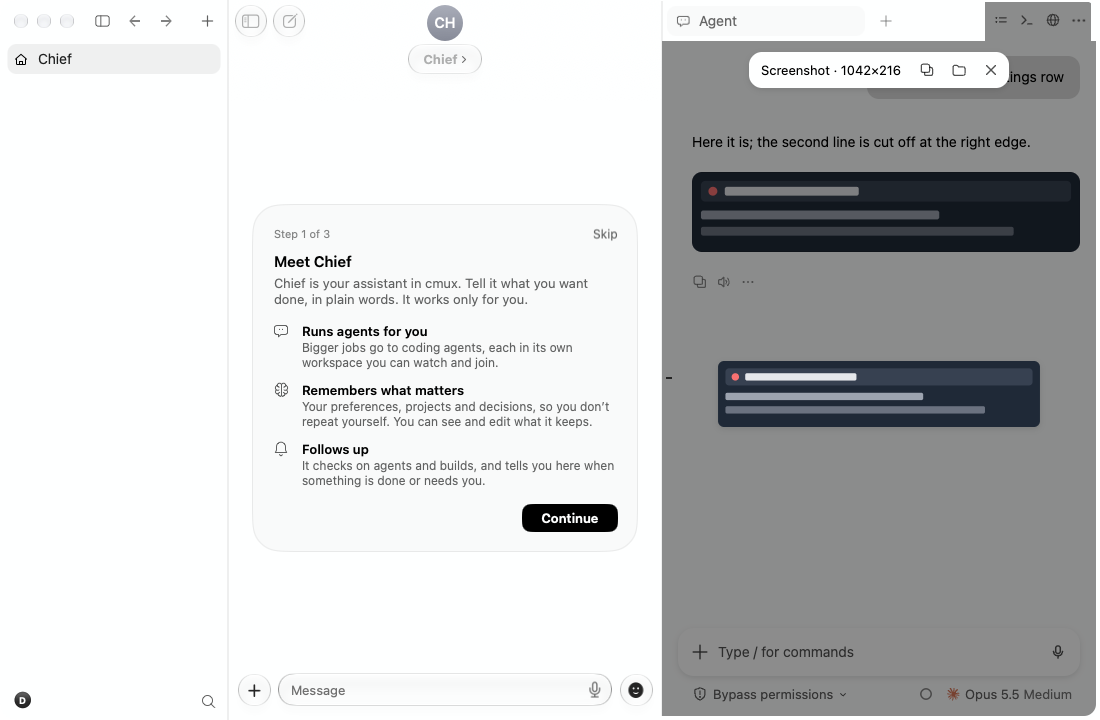 Chief
D
CH
Chief
Step 1 of 3
Skip
Meet Chief
Chief is your assistant in cmux. Tell it what you want
done, in plain words. It works only for you.
Runs agents for you
Bigger jobs go to coding agents, each in its own
workspace you can watch and join.
Remembers what matters
Your preferences, projects and decisions, so you don't
repeat yourself. You can see and edit what it keeps.
Follows up
It checks on agents and builds, and tells you here when
something is done or needs you.
Continue
Message
Agent
Screenshot · 1042×216
row
Here it is; the second line is cut off at the right edge.
Type / for commands
Bypass permissions
Opus 5.5 Medium